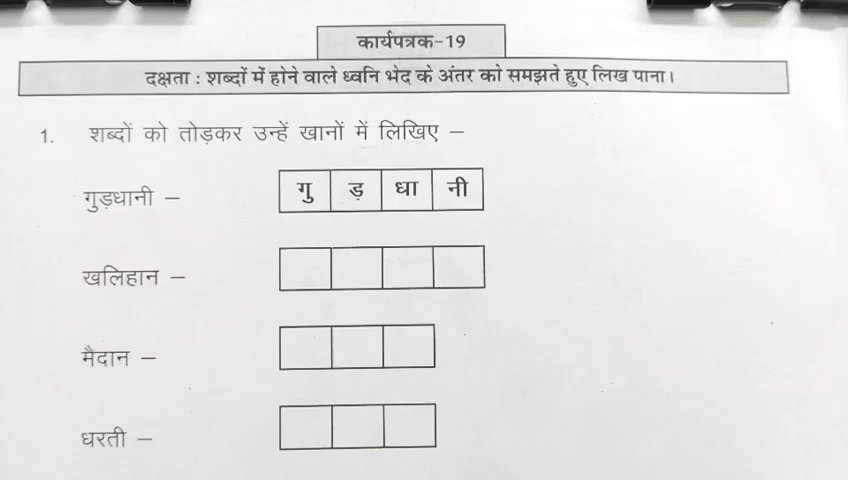 कार्यपत्रक-19
दक्षता : शब्दों में होने वाले ध्वनि भेद के अंतर को समझते हुए लिख पाना।
1. शब्दों को तोड़कर उन्हें खानों में लिखिए –
गुड़धानी – गु ड़ धा नी
खलिहान –
मैदान –
धरती –